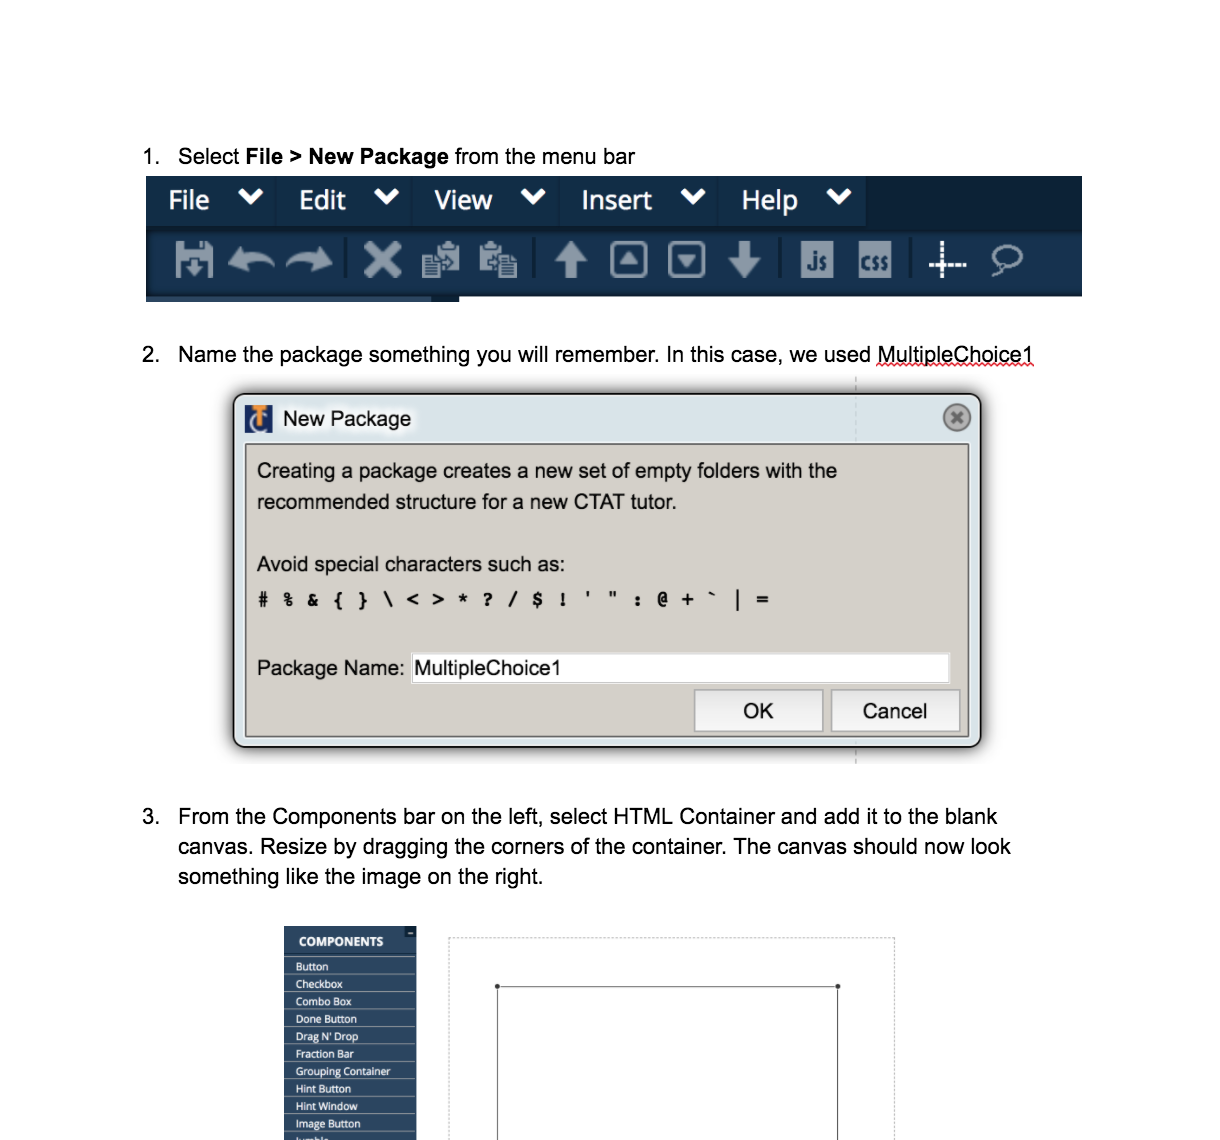 1. Select File > New Package from the menu bar
File Edit View Insert Help
js css
2. Name the package something you will remember. In this case, we used MultipleChoice1
New Package
Creating a package creates a new set of empty folders with the
recommended structure for a new CTAT tutor.
Avoid special characters such as:
# % & { } \ < > * ? / $ ! ' " : @ + ` | =
Package Name: MultipleChoice1
OK Cancel
3. From the Components bar on the left, select HTML Container and add it to the blank
canvas. Resize by dragging the corners of the container. The canvas should now look
something like the image on the right.
COMPONENTS
Button
Checkbox
Combo Box
Done Button
Drag N' Drop
Fraction Bar
Grouping Container
Hint Button
Hint Window
Image Button